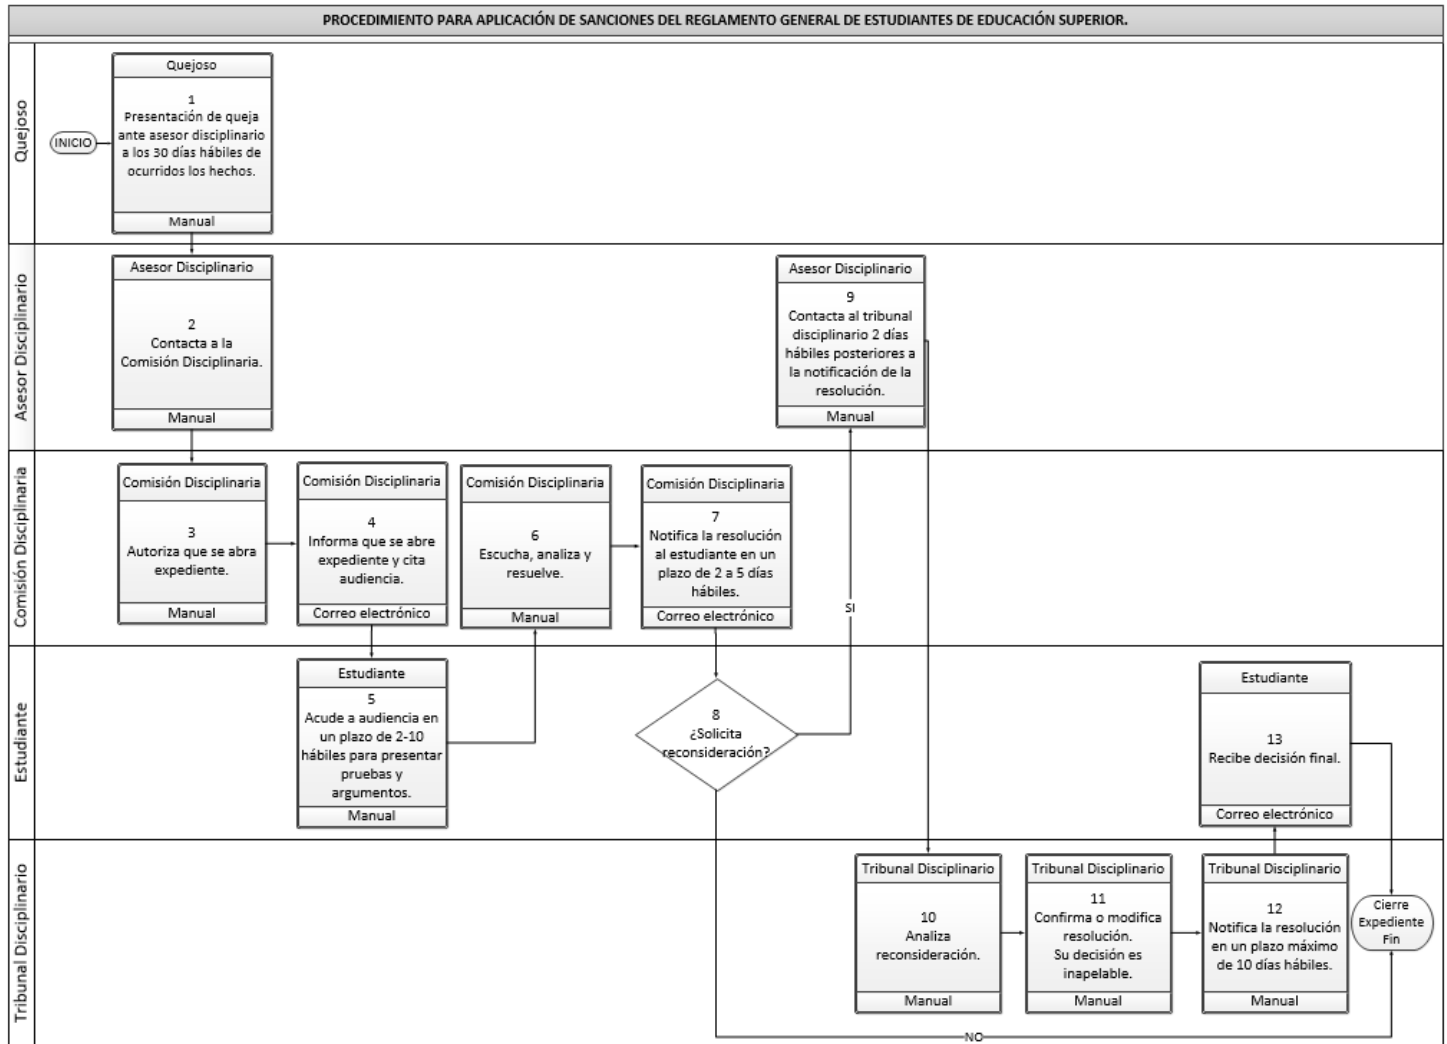 PROCEDIMIENTO PARA APLICACIÓN DE SANCIONES DEL REGLAMENTO GENERAL DE ESTUDIANTES DE EDUCACIÓN SUPERIOR.
Quejoso
INICIO
Quejoso
1
Presentación de queja
ante asesor disciplinario
a los 30 días hábiles de
ocurridos los hechos.
Manual
Asesor Disciplinario
Asesor Disciplinario
2
Contacta a la
Comisión Disciplinaria.
Manual
Asesor Disciplinario
9
Contacta al tribunal
disciplinario 2 días
hábiles posteriores a
la notificación de la
resolución.
Manual
Comisión Disciplinaria
Comisión Disciplinaria
3
Autoriza que se abra
expediente.
Manual
Comisión Disciplinaria
4
Informa que se abre
expediente y cita
audiencia.
Correo electrónico
Comisión Disciplinaria
6
Escucha, analiza y
resuelve.
Manual
Comisión Disciplinaria
7
Notifica la resolución
al estudiante en un
plazo de 2 a 5 días
hábiles.
Correo electrónico
SI
Estudiante
Estudiante
5
Acude a audiencia en
un plazo de 2-10
hábiles para presentar
pruebas y
argumentos.
Manual
8
¿Solicita
reconsideración?
Estudiante
13
Recibe decisión final.
Correo electrónico
Tribunal Disciplinario
Tribunal Disciplinario
10
Analiza
reconsideración.
Manual
Tribunal Disciplinario
11
Confirma o modifica
resolución.
Su decisión es
inapelable.
Manual
Tribunal Disciplinario
12
Notifica la resolución
en un plazo máximo
de 10 días hábiles.
Manual
Cierre
Expediente
Fin
NO